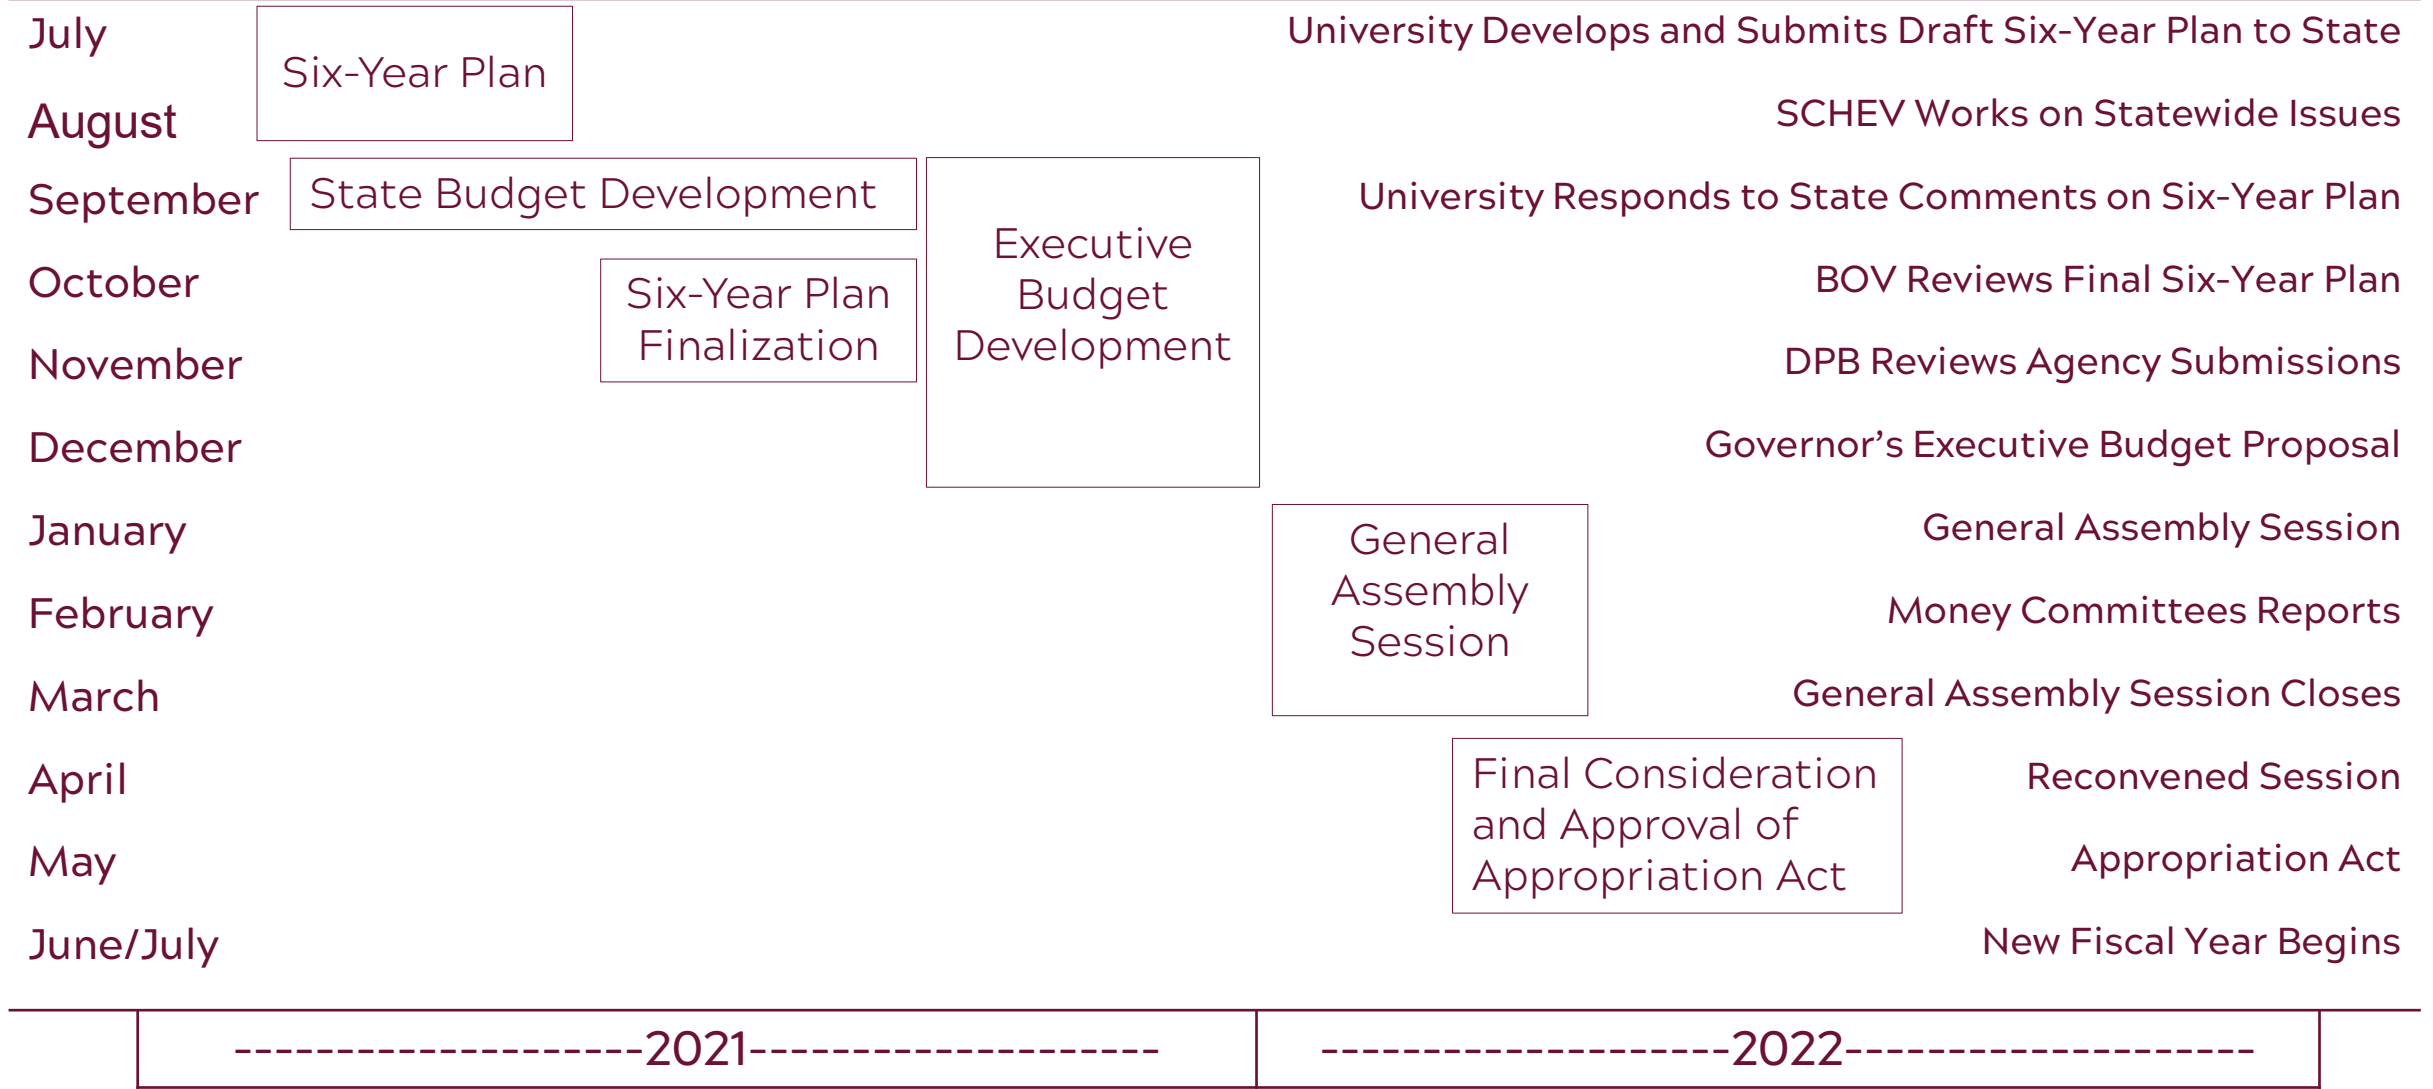 July
Six-Year Plan
University Develops and Submits Draft Six-Year Plan to State
August
SCHEV Works on Statewide Issues
September
State Budget Development
University Responds to State Comments on Six-Year Plan
Executive
Budget
Development
October
Six-Year Plan
Finalization
BOV Reviews Final Six-Year Plan
November
DPB Reviews Agency Submissions
December
Governor’s Executive Budget Proposal
January
General
Assembly
Session
General Assembly Session
February
Money Committees Reports
March
General Assembly Session Closes
April
Final Consideration
and Approval of
Appropriation Act
Reconvened Session
May
Appropriation Act
June/July
New Fiscal Year Begins
--------------------2021--------------------
--------------------2022--------------------